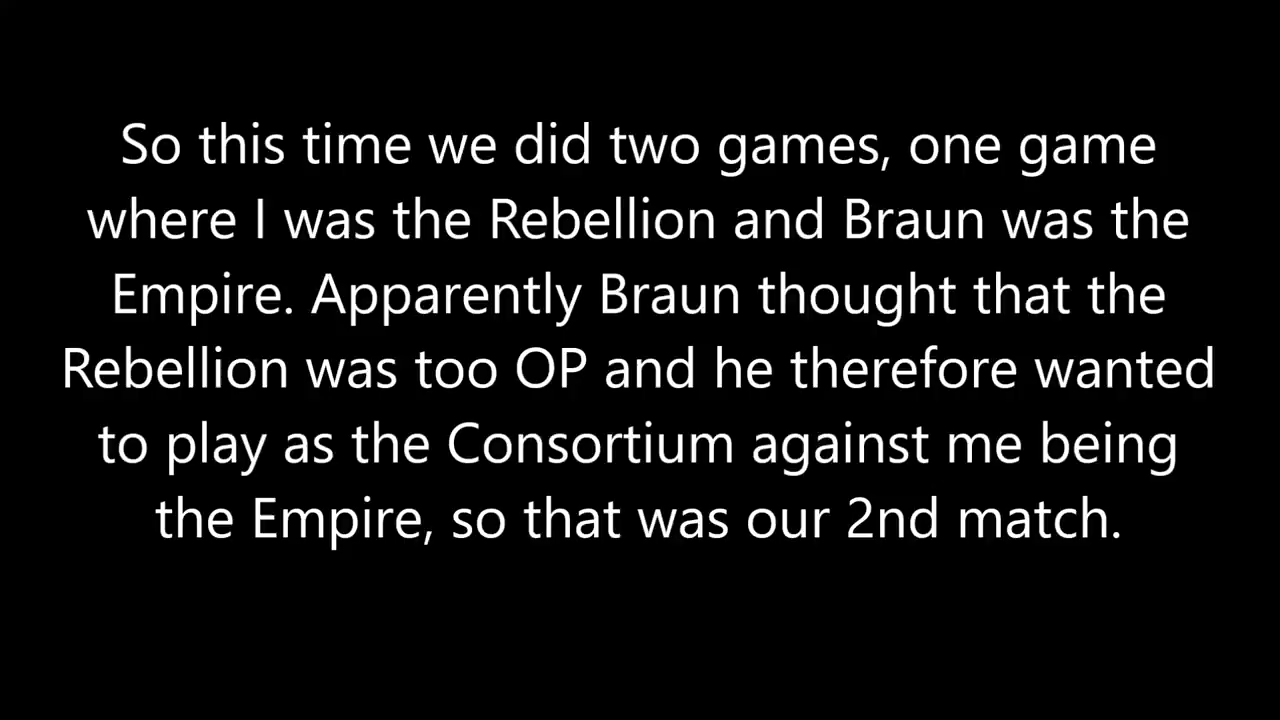 So this time we did two games, one game
where I was the Rebellion and Braun was the
Empire. Apparently Braun thought that the
Rebellion was too OP and he therefore wanted
to play as the Consortium against me being
the Empire, so that was our 2nd match.